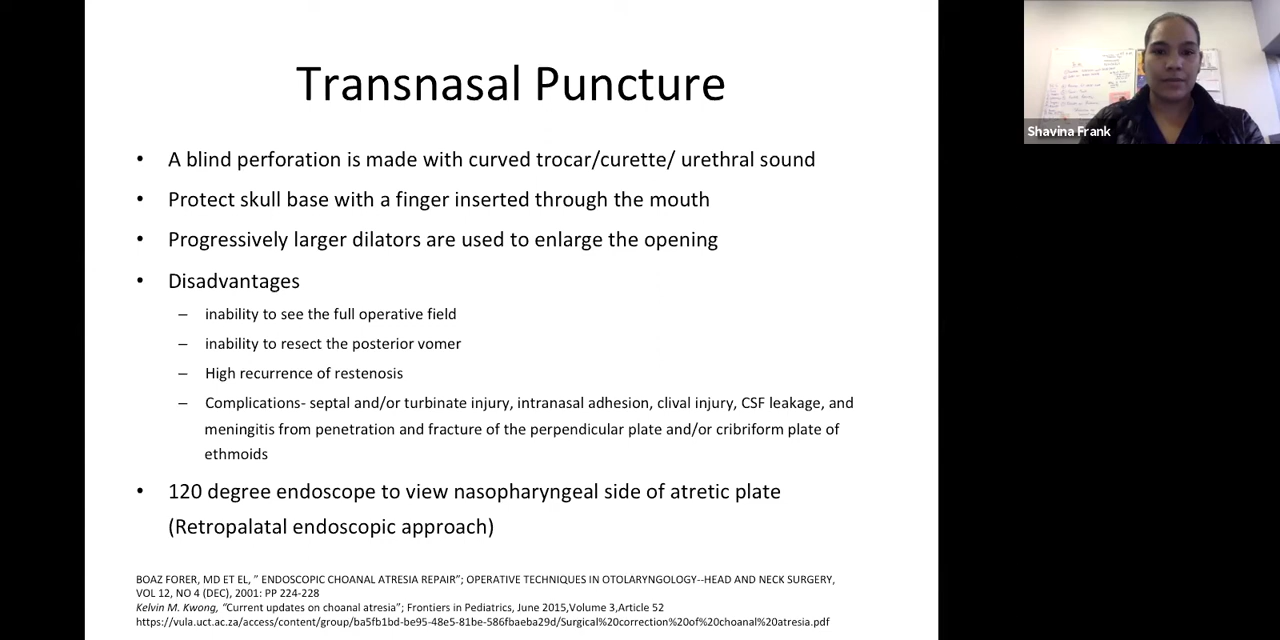 Transnasal Puncture
• A blind perforation is made with curved trocar/curette/ urethral sound
• Protect skull base with a finger inserted through the mouth
• Progressively larger dilators are used to enlarge the opening
• Disadvantages
– inability to see the full operative field
– inability to resect the posterior vomer
– High recurrence of restenosis
– Complications- septal and/or turbinate injury, intranasal adhesion, clival injury, CSF leakage, and
meningitis from penetration and fracture of the perpendicular plate and/or cribriform plate of
ethmoids
• 120 degree endoscope to view nasopharyngeal side of atretic plate
(Retropalatal endoscopic approach)
BOAZ FORER, MD ET EL, ” ENDOSCOPIC CHOANAL ATRESIA REPAIR”; OPERATIVE TECHNIQUES IN OTOLARYNGOLOGY--HEAD AND NECK SURGERY,
VOL 12, NO 4 (DEC), 2001: PP 224-228
Kelvin M. Kwong, “Current updates on choanal atresia”; Frontiers in Pediatrics, June 2015,Volume 3,Article 52
https://vula.uct.ac.za/access/content/group/ba5fb1bd-be95-48e5-81be-586fbaeba29d/Surgical%20correction%20of%20choanal%20atresia.pdf
Shavina Frank